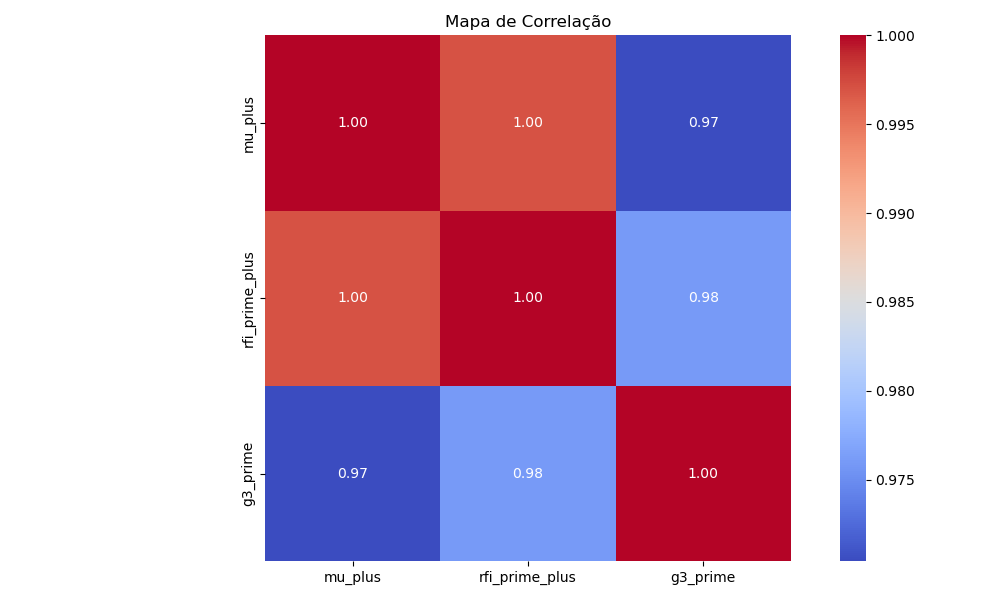 Mapa de Correlação
mu_plus
1.00
1.00
0.97
rfi_prime_plus
1.00
1.00
0.98
g3_prime
0.97
0.98
1.00
mu_plus
rfi_prime_plus
g3_prime
1.000
0.995
0.990
0.985
0.980
0.975